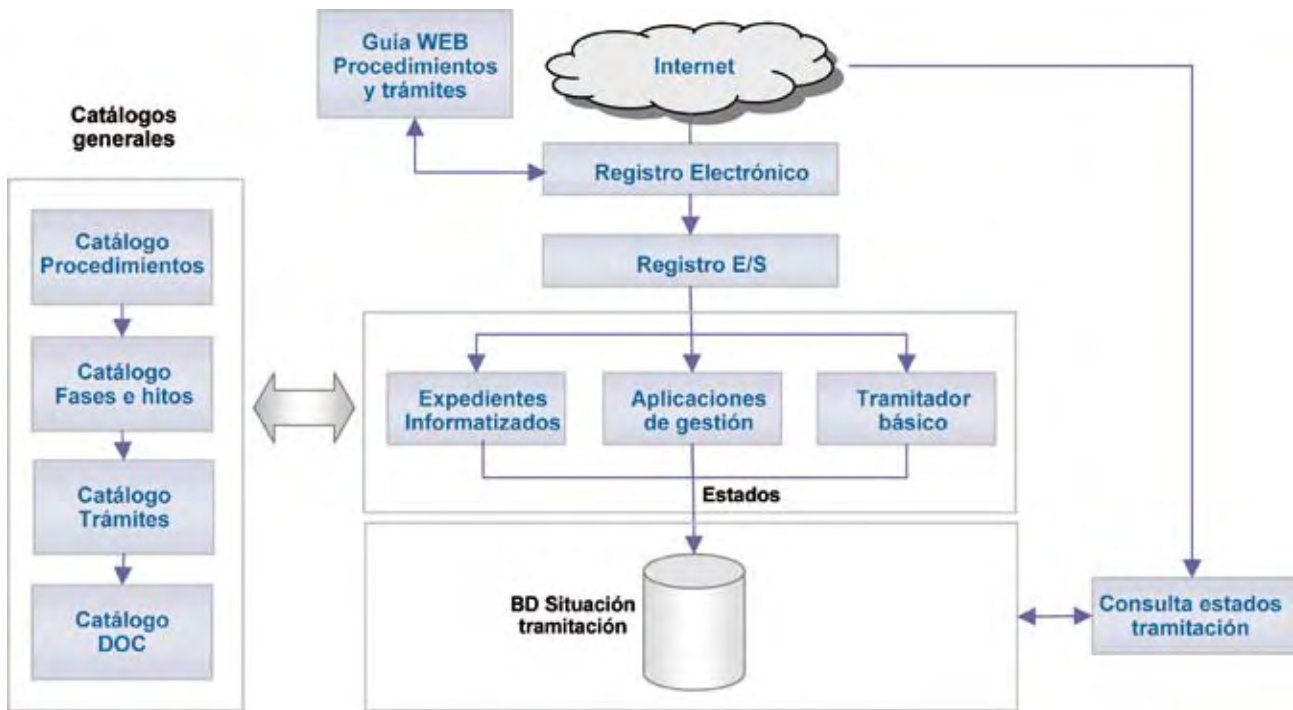 Guía WEB
Procedimientos
y trámites
Internet
Catálogos
generales
Registro Electrónico
Catálogo
Procedimientos
Registro E/S
Catálogo
Fases e hitos
Expedientes
Informatizados
Aplicaciones
de gestión
Tramitador
básico
Catálogo
Trámites
Estados
Catálogo
DOC
BD Situación
tramitación
Consulta estados
tramitación